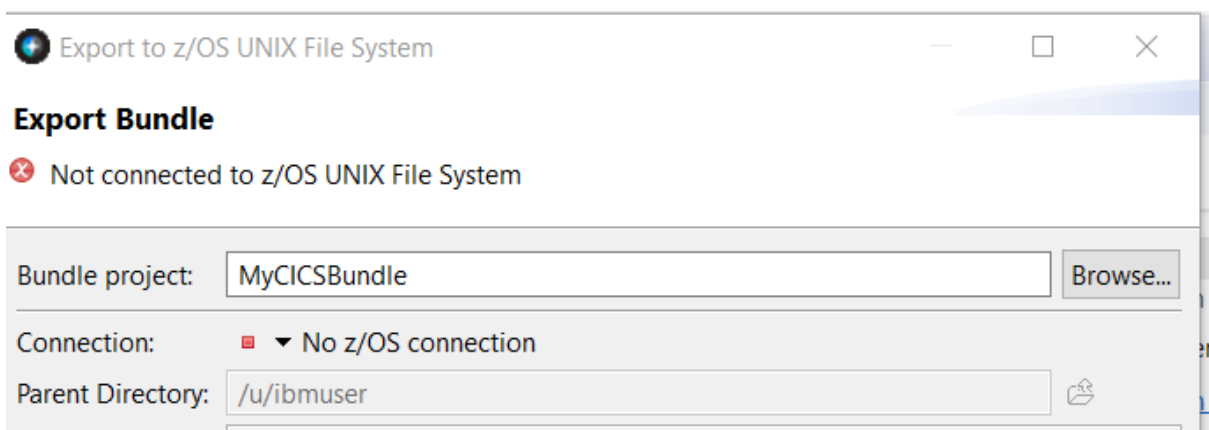 Export to z/OS UNIX File System
Export Bundle
Not connected to z/OS UNIX File System
Bundle project: MyCICSBundle Browse...
Connection: No z/OS connection
Parent Directory: /u/ibmuser